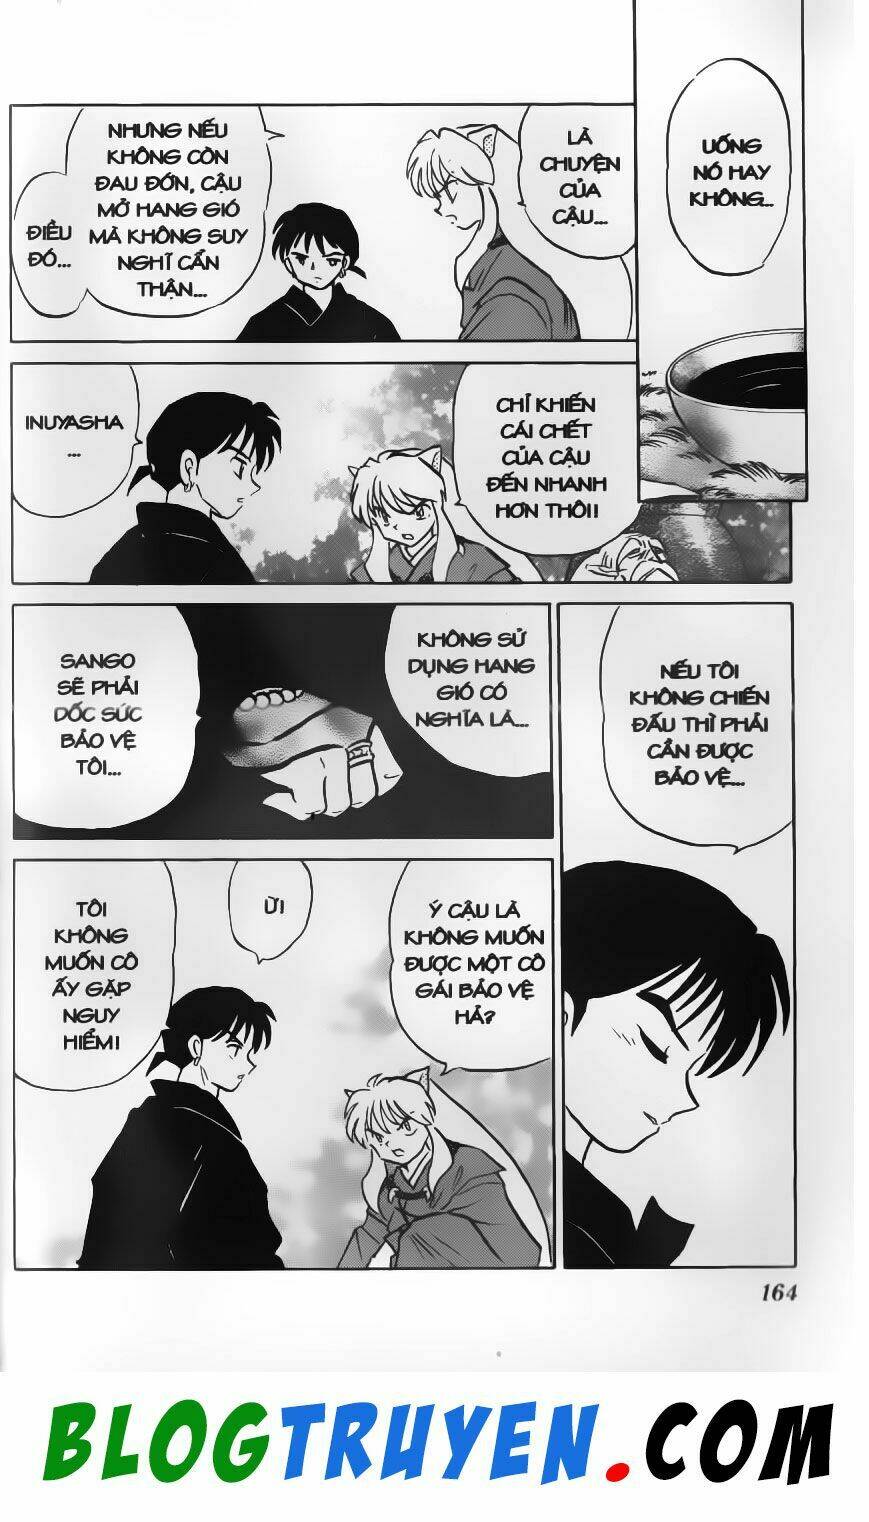 UỐNG
NÓ HAY
KHÔNG...
LÀ
CHUYỆN
CỦA
CẬU...
NHƯNG NẾU
KHÔNG CÒN
ĐAU ĐỚN, CẬU
MỞ HANG GIÓ
MÀ KHÔNG SUY
NGHĨ CẨN
THẬN...
ĐIỀU
ĐÓ...
CHỈ KHIẾN
CÁI CHẾT
CỦA CẬU
ĐẾN NHANH
HƠN THÔI!
INUYASHA
...
NẾU TÔI
KHÔNG CHIẾN
ĐẤU THÌ PHẢI
CẦN ĐƯỢC
BẢO VỆ...
KHÔNG SỬ
DỤNG HANG
GIÓ CÓ
NGHĨA LÀ...
SANGO
SẼ PHẢI
DỐC SỨC
BẢO VỆ
TÔI...
Ý CẬU LÀ
KHÔNG MUỐN
ĐƯỢC MỘT CÔ
GÁI BẢO VỆ
HẢ?
ỪI
TÔI
KHÔNG
MUỐN CÔ
ẤY GẶP
NGUY
HIỂM!
164
BLOGTRUYEN.COM